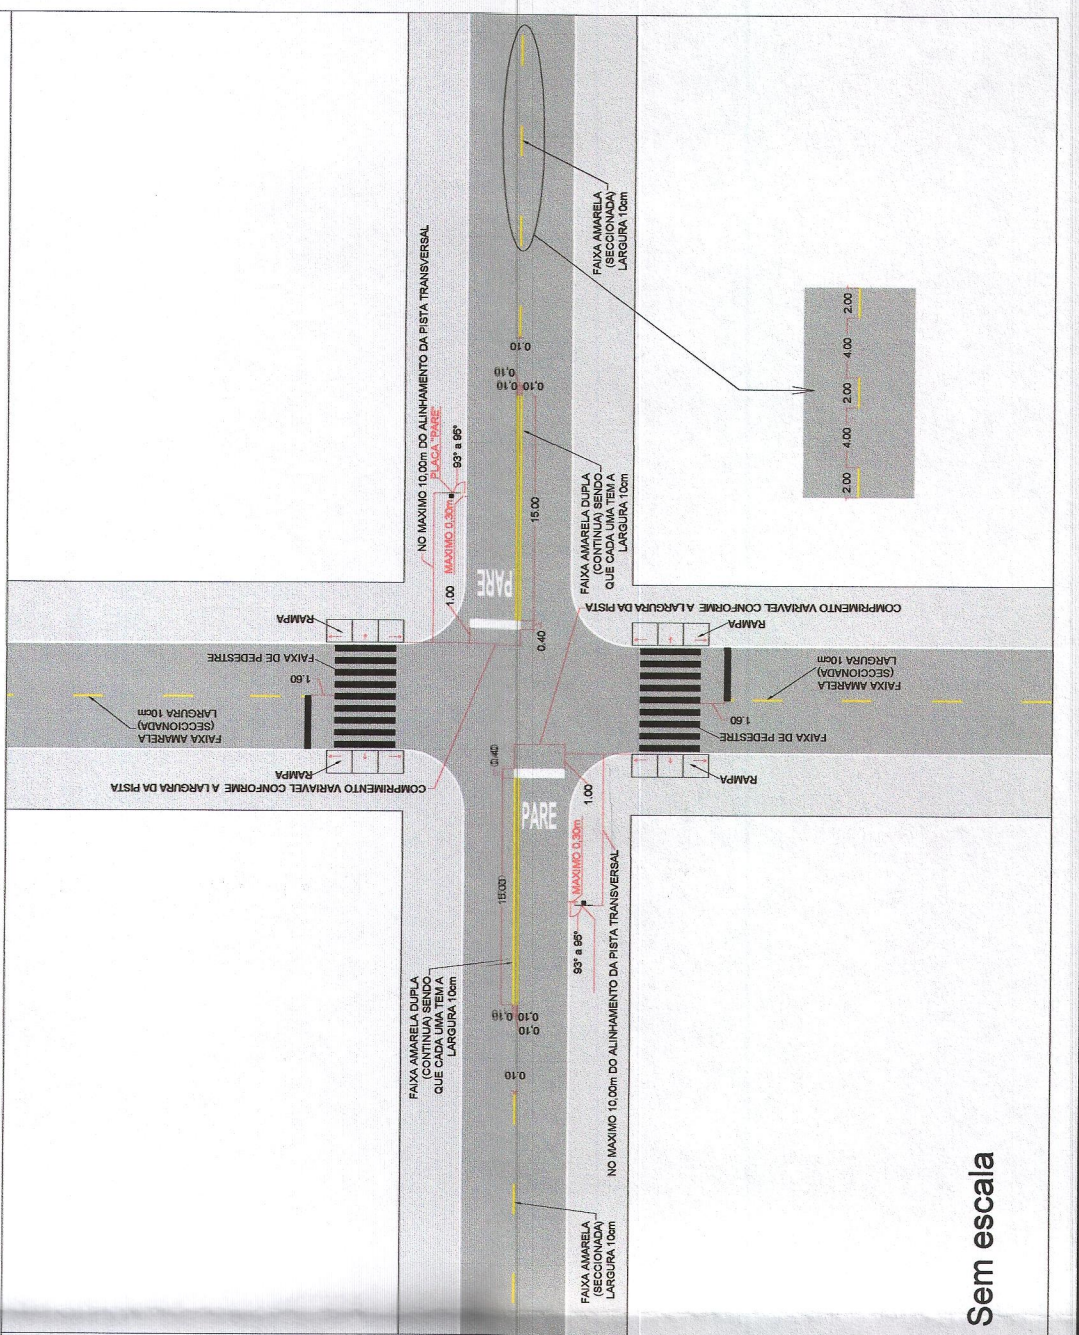 NO MAXIMO 10,00m DO ALINHAMENTO DA PISTA TRANSVERSAL
PLACA "PARE"
93° a 95°
MAXIMO 0,30m
1.00
PARE
0.40
15.00
0,10
0,10 0,10
0,10
0.10
FAIXA AMARELA
(SECCIONADA)
LARGURA 10cm
FAIXA AMARELA DUPLA
(CONTINUA) SENDO
QUE CADA UMA TEM A
LARGURA 10cm
2.00
4.00
2.00
4.00
2.00
COMPRIMENTO VARIAVEL CONFORME A LARGURA DA PISTA
RAMPA
FAIXA DE PEDESTRE
1.60
FAIXA AMARELA
(SECCIONADA)
LARGURA 10cm
RAMPA
COMPRIMENTO VARIAVEL CONFORME A LARGURA DA PISTA
RAMPA
FAIXA AMARELA
(SECCIONADA)
LARGURA 10cm
1.60
FAIXA DE PEDESTRE
RAMPA
0.40
PARE
1.00
MAXIMO 0,30m
93° a 95°
NO MAXIMO 10,00m DO ALINHAMENTO DA PISTA TRANSVERSAL
15.00
FAIXA AMARELA DUPLA
(CONTINUA) SENDO
QUE CADA UMA TEM A
LARGURA 10cm
0,10 0,10
0,10
0.10
FAIXA AMARELA
(SECCIONADA)
LARGURA 10cm
Sem escala